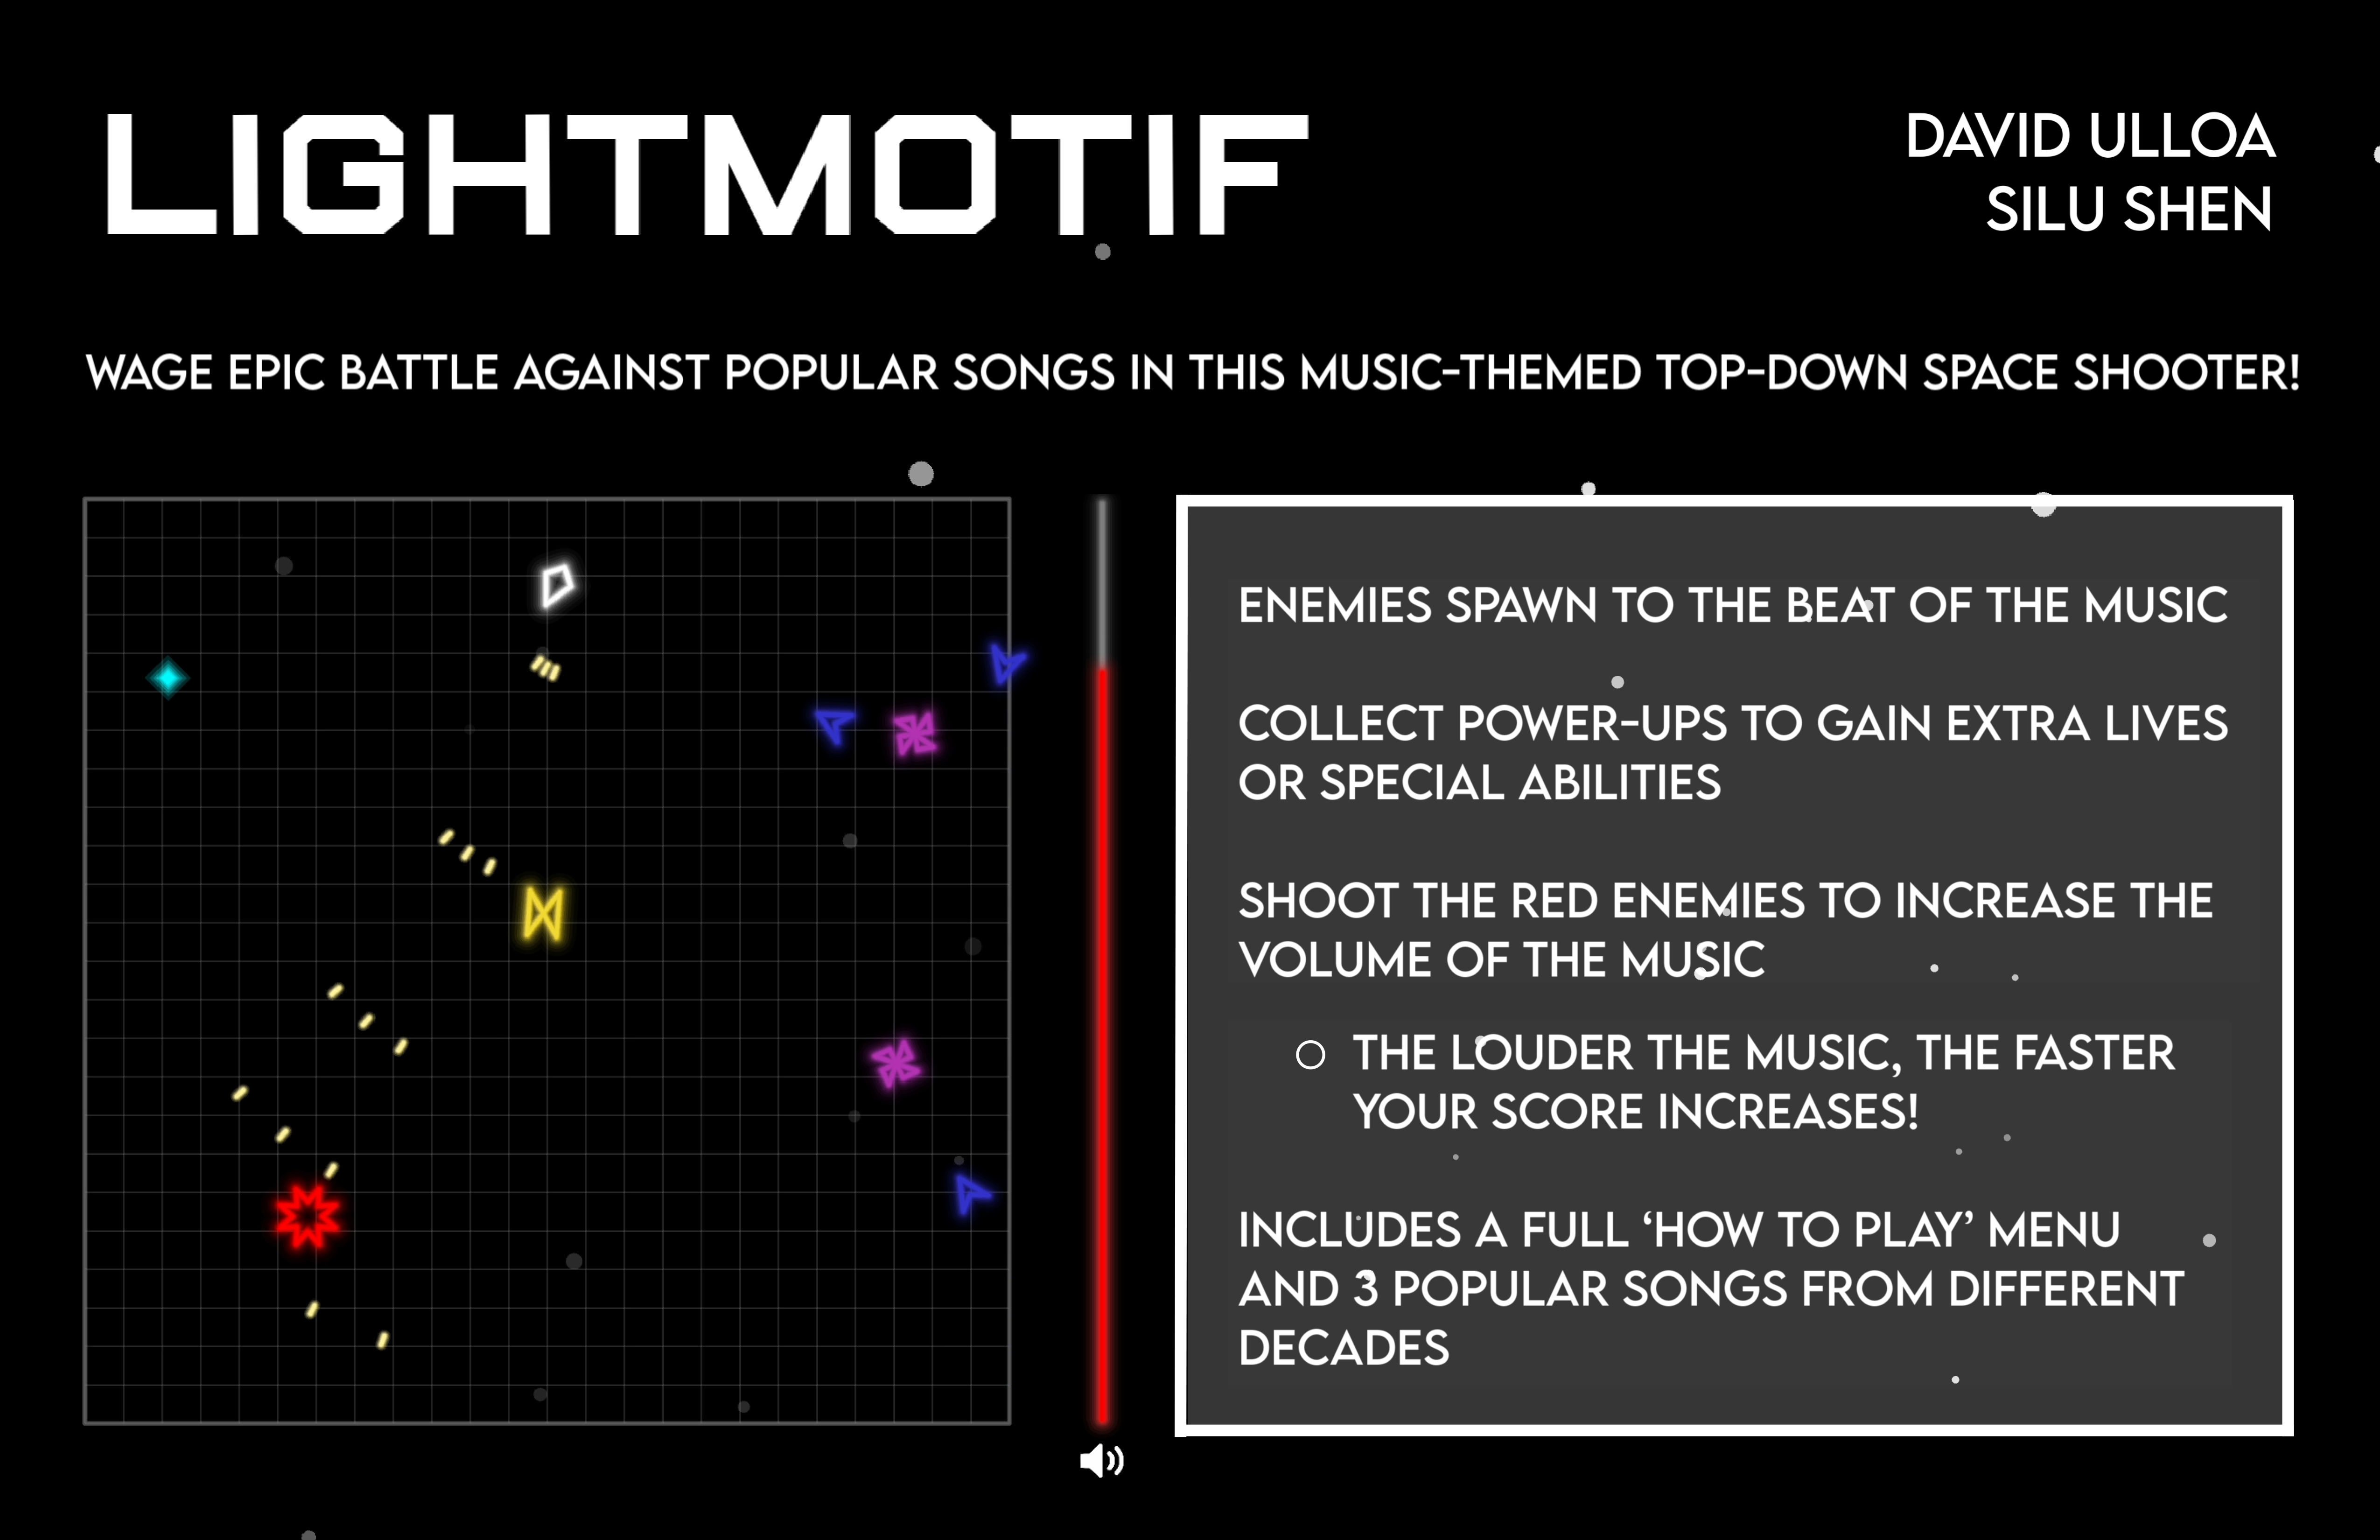 LIGHTMOTIF
DAVID ULLOA
SILU SHEN
WAGE EPIC BATTLE AGAINST POPULAR SONGS IN THIS MUSIC-THEMED TOP-DOWN SPACE SHOOTER!
ENEMIES SPAWN TO THE BEAT OF THE MUSIC
COLLECT POWER-UPS TO GAIN EXTRA LIVES
OR SPECIAL ABILITIES
SHOOT THE RED ENEMIES TO INCREASE THE
VOLUME OF THE MUSIC
○ THE LOUDER THE MUSIC, THE FASTER
YOUR SCORE INCREASES!
INCLUDES A FULL ‘HOW TO PLAY’ MENU
AND 3 POPULAR SONGS FROM DIFFERENT
DECADES